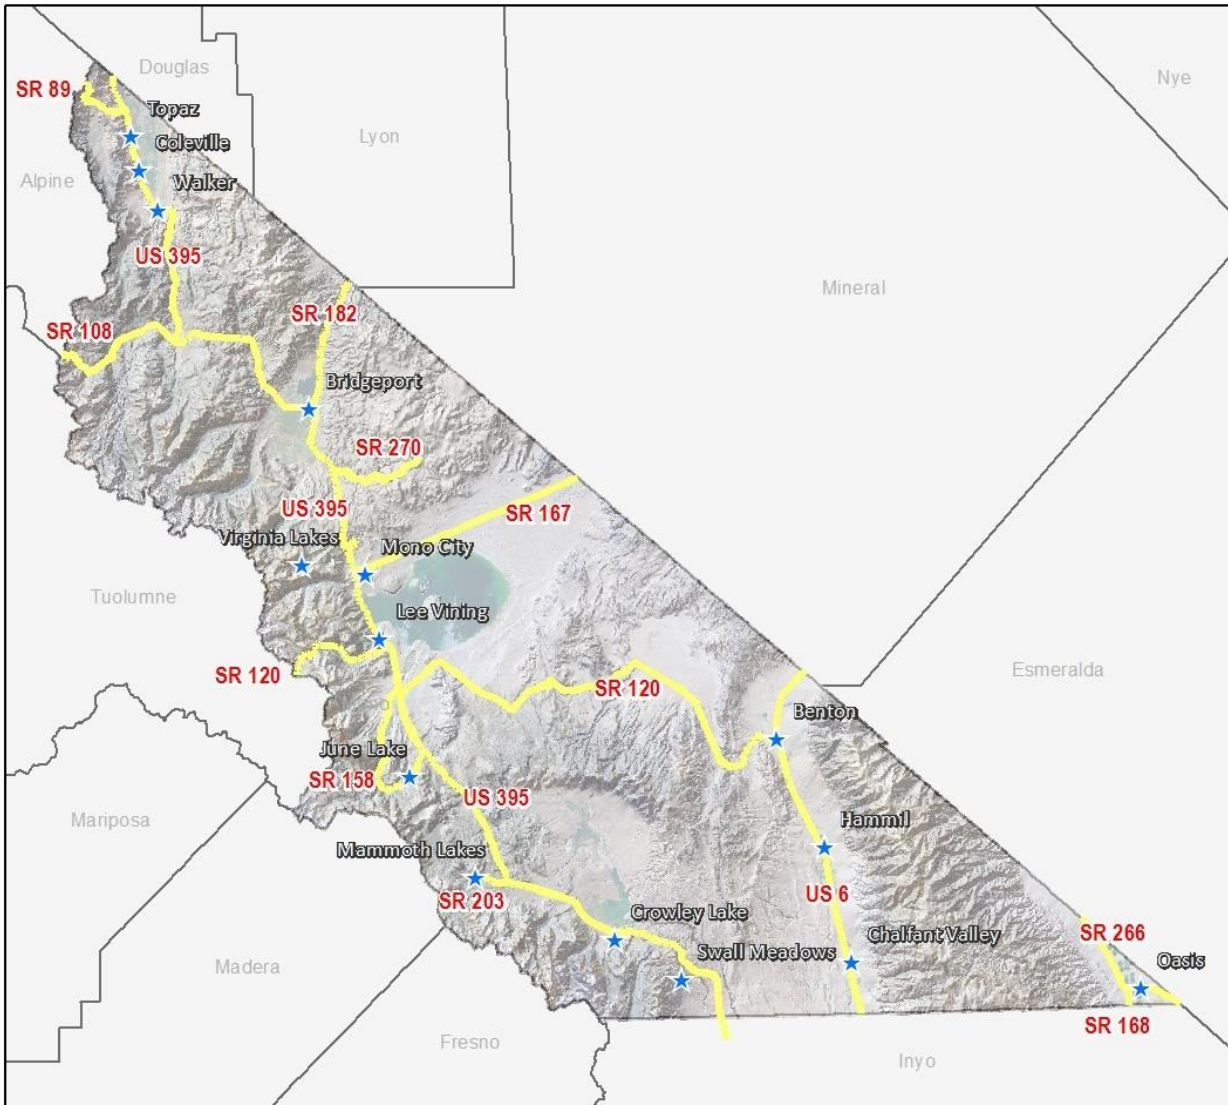 Douglas
Nye
SR 89
Topaz
Lyon
Coleville
Alpine
Walker
US 395
Mineral
SR 182
SR 108
Bridgeport
SR 270
US 395
SR 167
Virginia Lakes
Mono City
Tuolumne
Lee Vining
SR 120
Esmeralda
SR 120
Benton
June Lake
SR 158
US 395
Mariposa
Hammil
Mammoth Lakes
SR 203
US 6
Crowley Lake
SR 266
Chalfant Valley
Swall Meadows
Oasis
Madera
SR 168
Fresno
Inyo